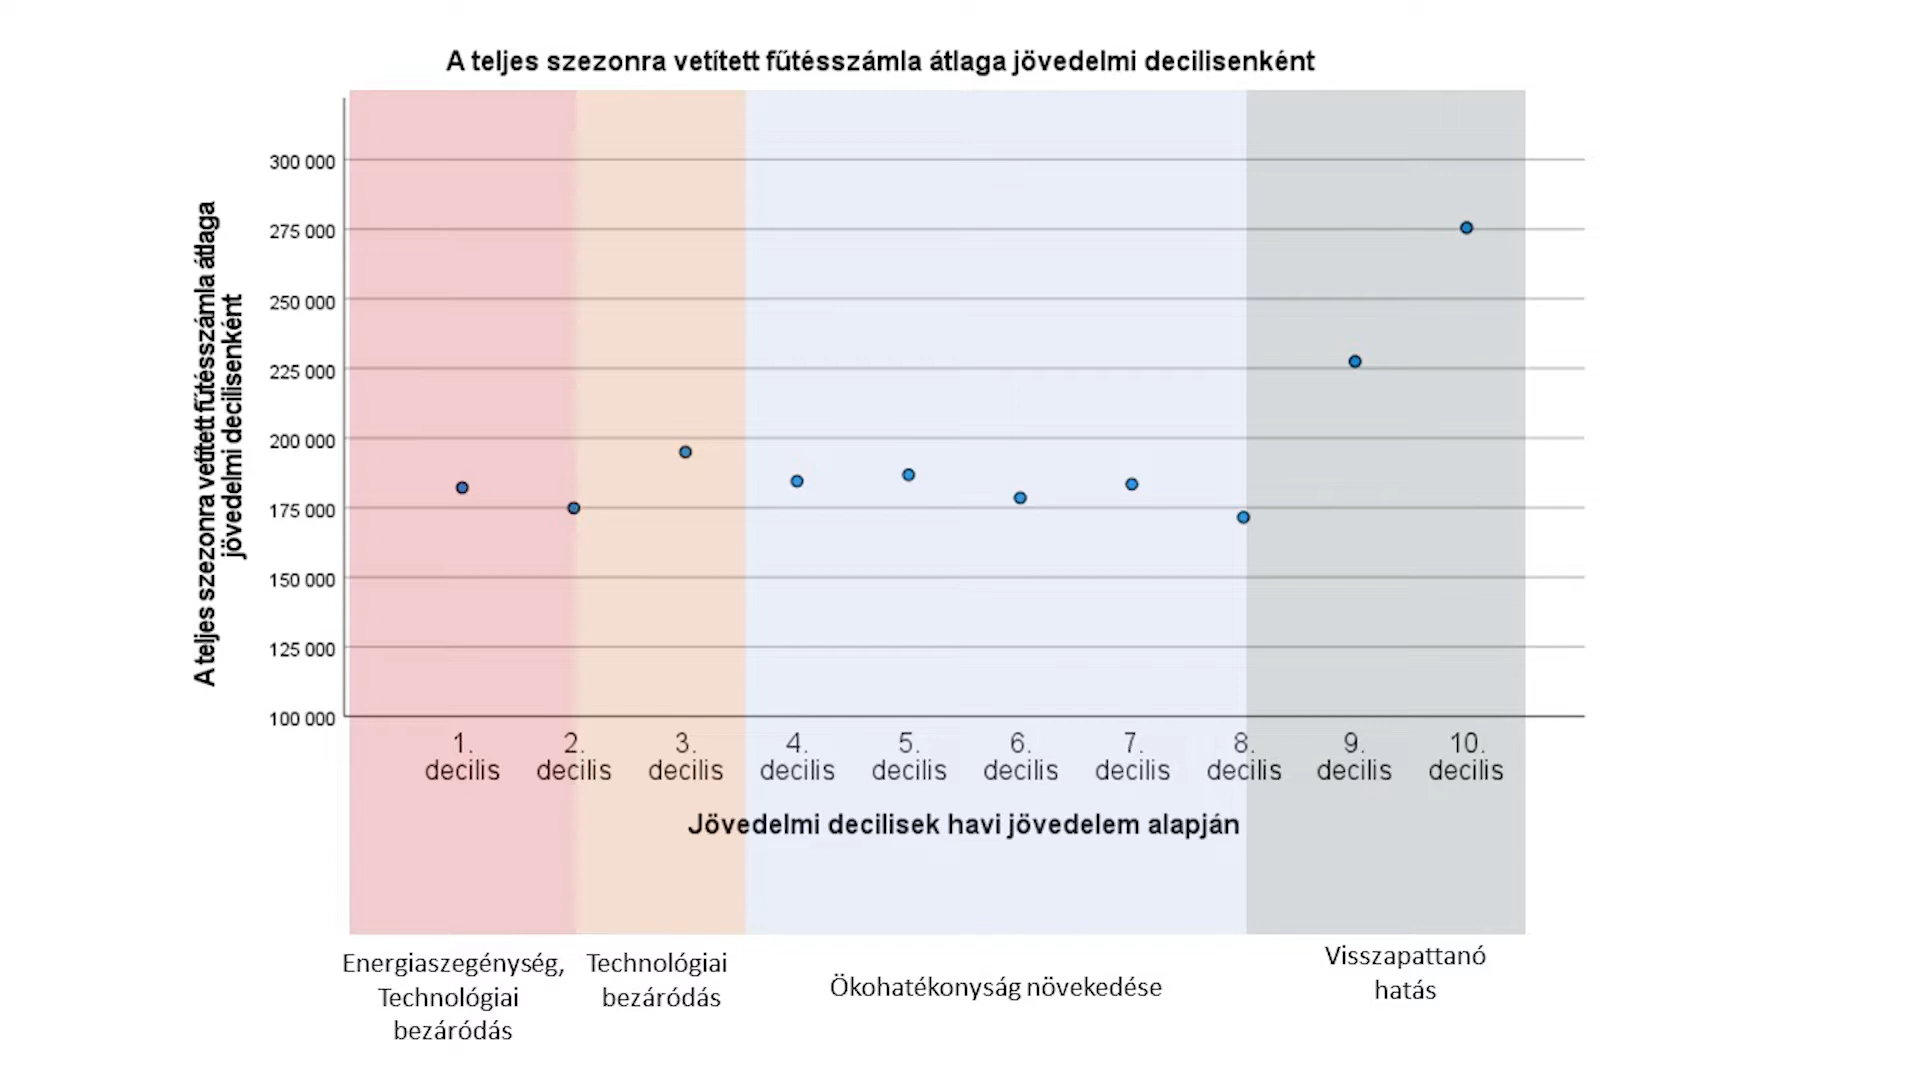 A teljes szezonra vetített fűtésszámla átlaga jövedelmi decilisenként
A teljes szezonra vetített fűtésszámla átlaga
jövedelmi decilisenként
300 000
275 000
250 000
225 000
200 000
175 000
150 000
125 000
100 000
1. decilis
2. decilis
3. decilis
4. decilis
5. decilis
6. decilis
7. decilis
8. decilis
9. decilis
10. decilis
Jövedelmi decilisek havi jövedelem alapján
Energiaszegénység,
Technológiai
bezáródás
Technológiai
bezáródás
Ökohatékonyság növekedése
Visszapattanó
hatás